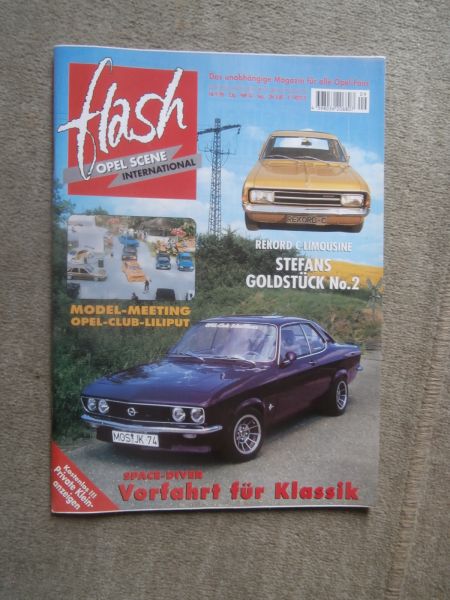 Das unabhängige Magazin für alle Opel-Fans
flash
OPEL SCENE
INTERNATIONAL
REKORD-C
REKORD C LIMOUSINE
STEFANS
GOLDSTÜCK No.2
MODEL-MEETING
OPEL-CLUB-LILIPUT
MOS JK 74
SPACE-DIVER
Vorfahrt für Klassik
Kostenlos !!!
Private Klein-
anzeigen